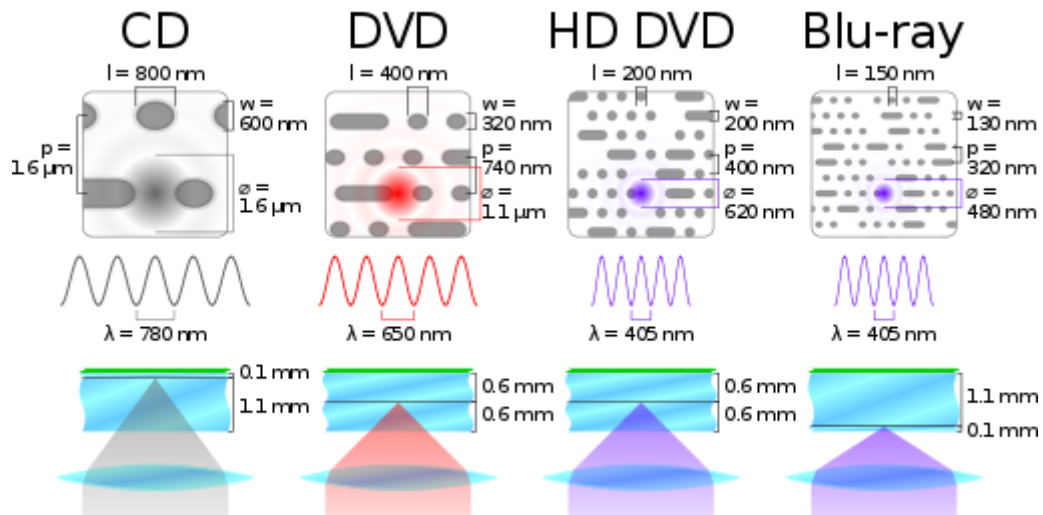 CD
l = 800 nm
w =
600 nm
p =
1.6 µm
⌀ =
1.6 µm
λ = 780 nm
0.1 mm
1.1 mm
DVD
l = 400 nm
w =
320 nm
p =
740 nm
⌀ =
1.1 µm
λ = 650 nm
0.6 mm
0.6 mm
HD DVD
l = 200 nm
w =
200 nm
p =
400 nm
⌀ =
620 nm
λ = 405 nm
0.6 mm
0.6 mm
Blu-ray
l = 150 nm
w =
130 nm
p =
320 nm
⌀ =
480 nm
λ = 405 nm
1.1 mm
0.1 mm